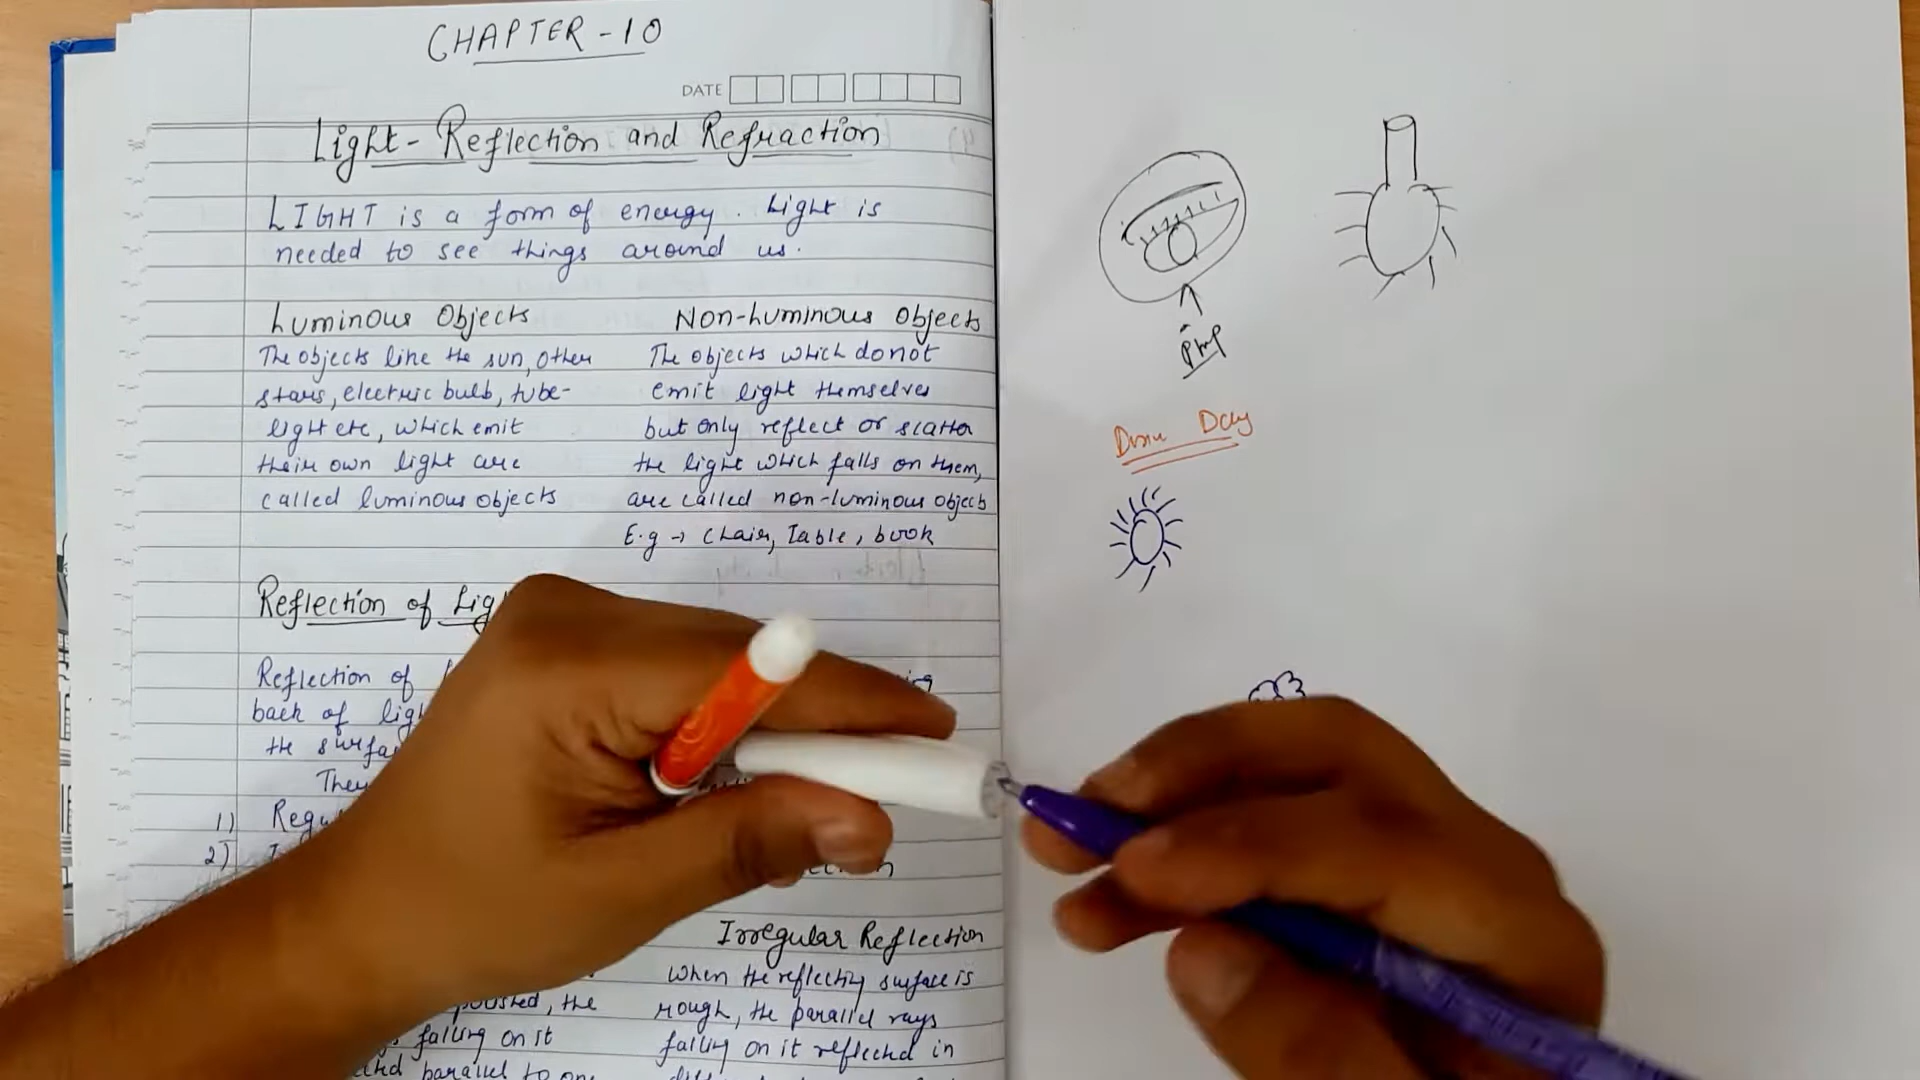 CHAPTER - 10
DATE
Light - Reflection and Refraction
LIGHT is a form of energy. Light is
needed to see things around us.
Luminous Objects
The objects like the sun, other
stars, electric bulb, tube-
light etc, which emit
their own light are
called luminous objects
Non-Luminous Objects
The objects which do not
emit light themselves
but only reflect or scatter
the light which falls on them,
are called non-luminous objects
E.g → Chair, Table, book
Reflection of Lig
Reflection of
back of lig
the surfa
They
1) Regu
2)
Irregular Reflection
When the reflecting surface is
rough, the parallel rays
falling on it reflected in
the
falling on it
parallel to one
Day